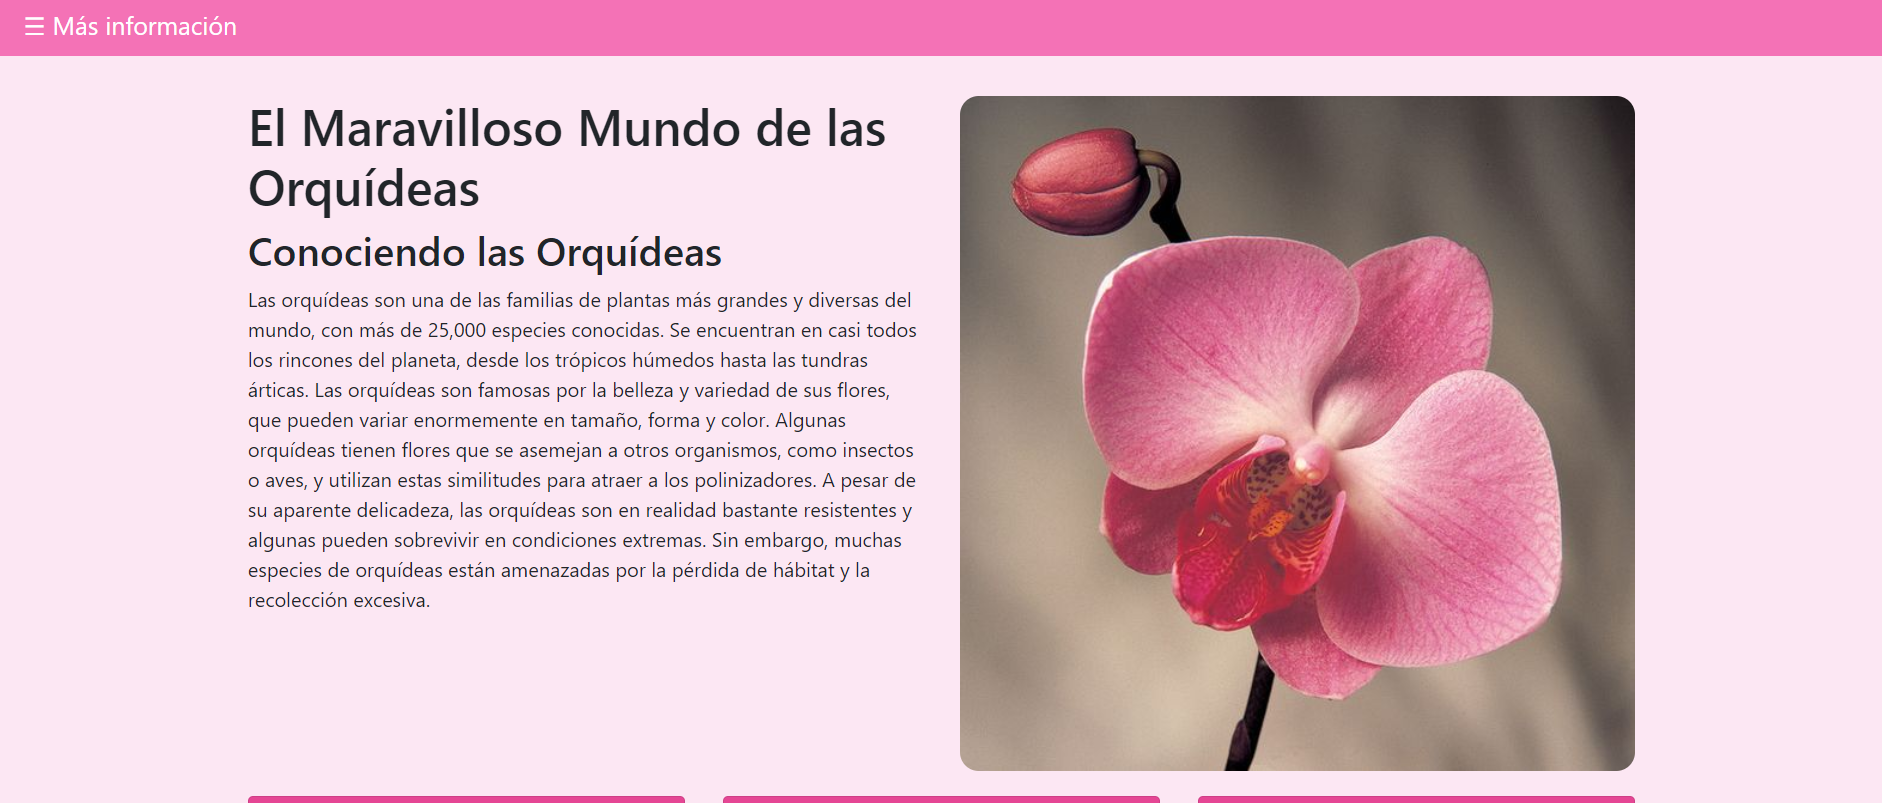 ☰ Más información
El Maravilloso Mundo de las
Orquídeas
Conociendo las Orquídeas
Las orquídeas son una de las familias de plantas más grandes y diversas del
mundo, con más de 25,000 especies conocidas. Se encuentran en casi todos
los rincones del planeta, desde los trópicos húmedos hasta las tundras
árticas. Las orquídeas son famosas por la belleza y variedad de sus flores,
que pueden variar enormemente en tamaño, forma y color. Algunas
orquídeas tienen flores que se asemejan a otros organismos, como insectos
o aves, y utilizan estas similitudes para atraer a los polinizadores. A pesar de
su aparente delicadeza, las orquídeas son en realidad bastante resistentes y
algunas pueden sobrevivir en condiciones extremas. Sin embargo, muchas
especies de orquídeas están amenazadas por la pérdida de hábitat y la
recolección excesiva.